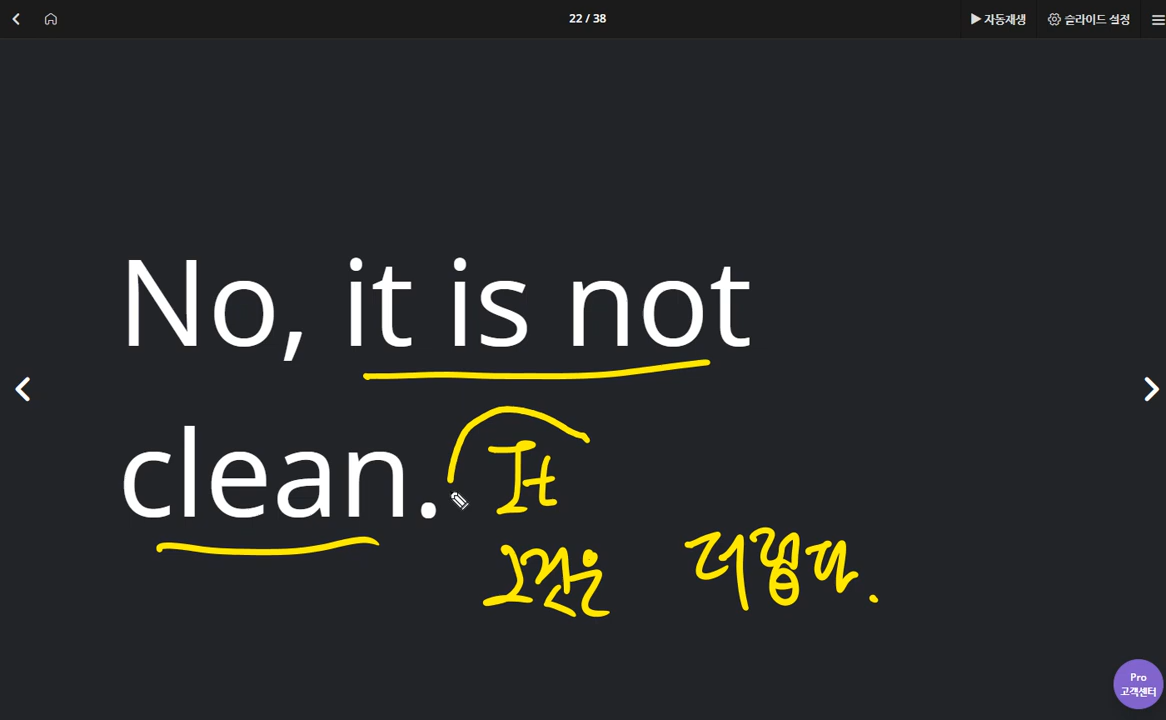 22 / 38
▶ 자동재생
슬라이드 설정
No, it is not
clean.
It
그것은 더럽다.
Pro
고객센터